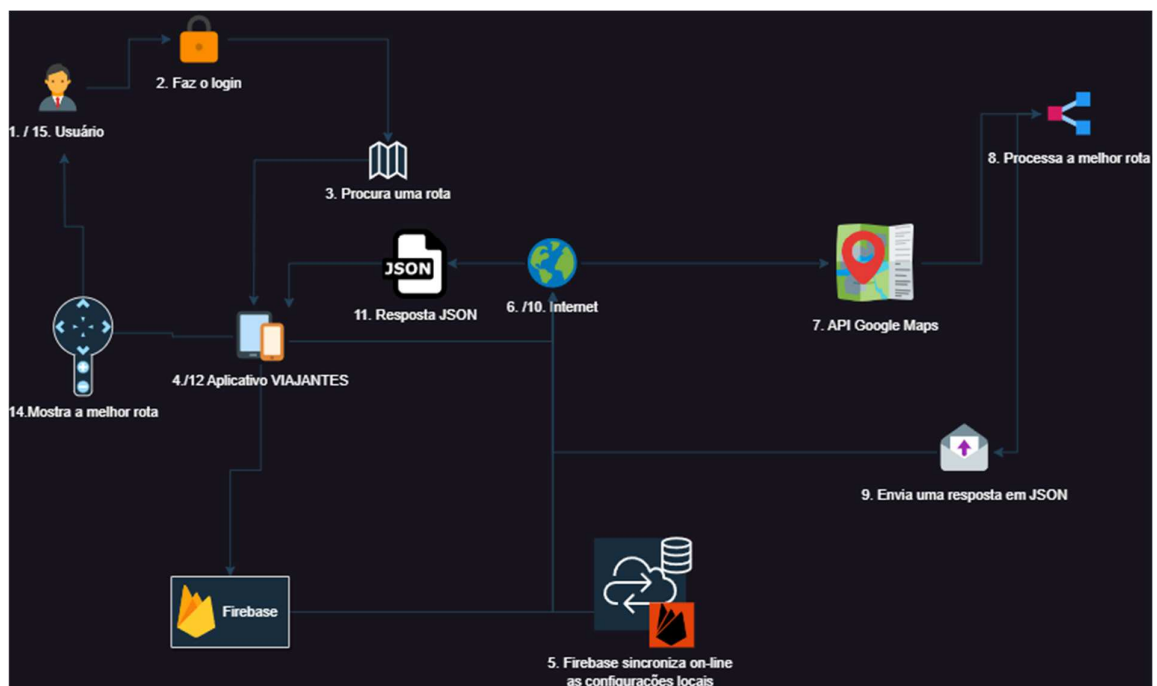 2. Faz o login
1. / 15. Usuário
8. Processa a melhor rota
3. Procura uma rota
JSON
11. Resposta JSON
6. /10. Internet
7. API Google Maps
4./12 Aplicativo VIAJANTES
14.Mostra a melhor rota
9. Envia uma resposta em JSON
Firebase
5. Firebase sincroniza on-line
as configurações locais